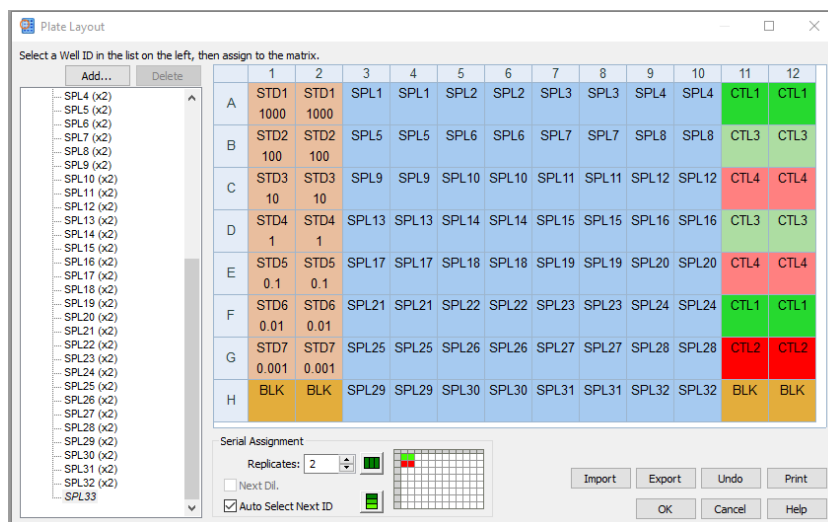 Plate Layout
Select a Well ID in the list on the left, then assign to the matrix.
Add... Delete
SPL4 (x2)
SPL5 (x2)
SPL6 (x2)
SPL7 (x2)
SPL8 (x2)
SPL9 (x2)
SPL10 (x2)
SPL11 (x2)
SPL12 (x2)
SPL13 (x2)
SPL14 (x2)
SPL15 (x2)
SPL16 (x2)
SPL17 (x2)
SPL18 (x2)
SPL19 (x2)
SPL20 (x2)
SPL21 (x2)
SPL22 (x2)
SPL23 (x2)
SPL24 (x2)
SPL25 (x2)
SPL26 (x2)
SPL27 (x2)
SPL28 (x2)
SPL29 (x2)
SPL30 (x2)
SPL31 (x2)
SPL32 (x2)
SPL33
1 2 3 4 5 6 7 8 9 10 11 12
A STD1 STD1 SPL1 SPL1 SPL2 SPL2 SPL3 SPL3 SPL4 SPL4 CTL1 CTL1
1000 1000
B STD2 STD2 SPL5 SPL5 SPL6 SPL6 SPL7 SPL7 SPL8 SPL8 CTL3 CTL3
100 100
C STD3 STD3 SPL9 SPL9 SPL10 SPL10 SPL11 SPL11 SPL12 SPL12 CTL4 CTL4
10 10
D STD4 STD4 SPL13 SPL13 SPL14 SPL14 SPL15 SPL15 SPL16 SPL16 CTL3 CTL3
1 1
E STD5 STD5 SPL17 SPL17 SPL18 SPL18 SPL19 SPL19 SPL20 SPL20 CTL4 CTL4
0.1 0.1
F STD6 STD6 SPL21 SPL21 SPL22 SPL22 SPL23 SPL23 SPL24 SPL24 CTL1 CTL1
0.01 0.01
G STD7 STD7 SPL25 SPL25 SPL26 SPL26 SPL27 SPL27 SPL28 SPL28 CTL2 CTL2
0.001 0.001
H BLK BLK SPL29 SPL29 SPL30 SPL30 SPL31 SPL31 SPL32 SPL32 BLK BLK
Serial Assignment
Replicates: 2
Next Dil.
Auto Select Next ID
Import Export Undo Print
OK Cancel Help